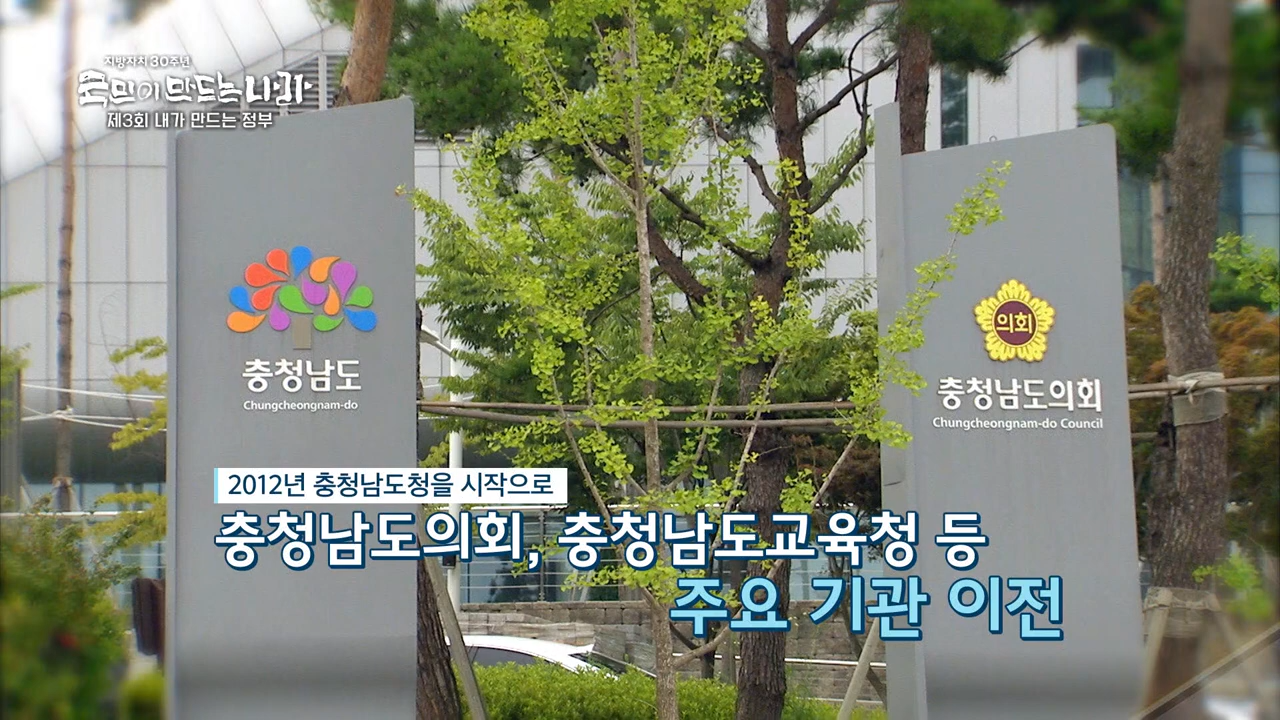 지방자치 30주년
국민이 만드는 나라
제3회 내가 만드는 정부
충청남도
Chungcheongnam-do
의회
충청남도의회
Chungcheongnam-do Council
2012년 충청남도청을 시작으로
충청남도의회, 충청남도교육청 등
주요 기관 이전